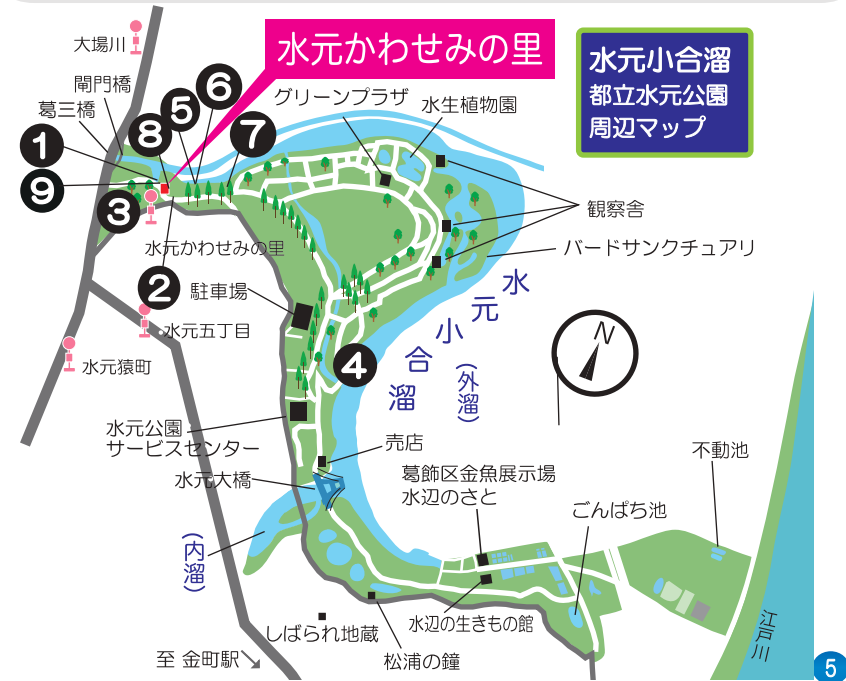 水元かわせみの里
水元小合溜
都立水元公園
周辺マップ
大場川
閘門橋
葛三橋
グリーンプラザ
水生植物園
6
5
8
7
1
9
3
観察舎
バードサンクチュアリ
水元かわせみの里
2
駐車場
水元五丁目
水元猿町
水元小合溜
(外溜)
N
4
水元公園
サービスセンター
売店
水元大橋
葛飾区金魚展示場
水辺のさと
不動池
ごんぱち池
(内溜)
しばられ地蔵
水辺の生きもの館
松浦の鐘
至 金町駅
江戸川
5